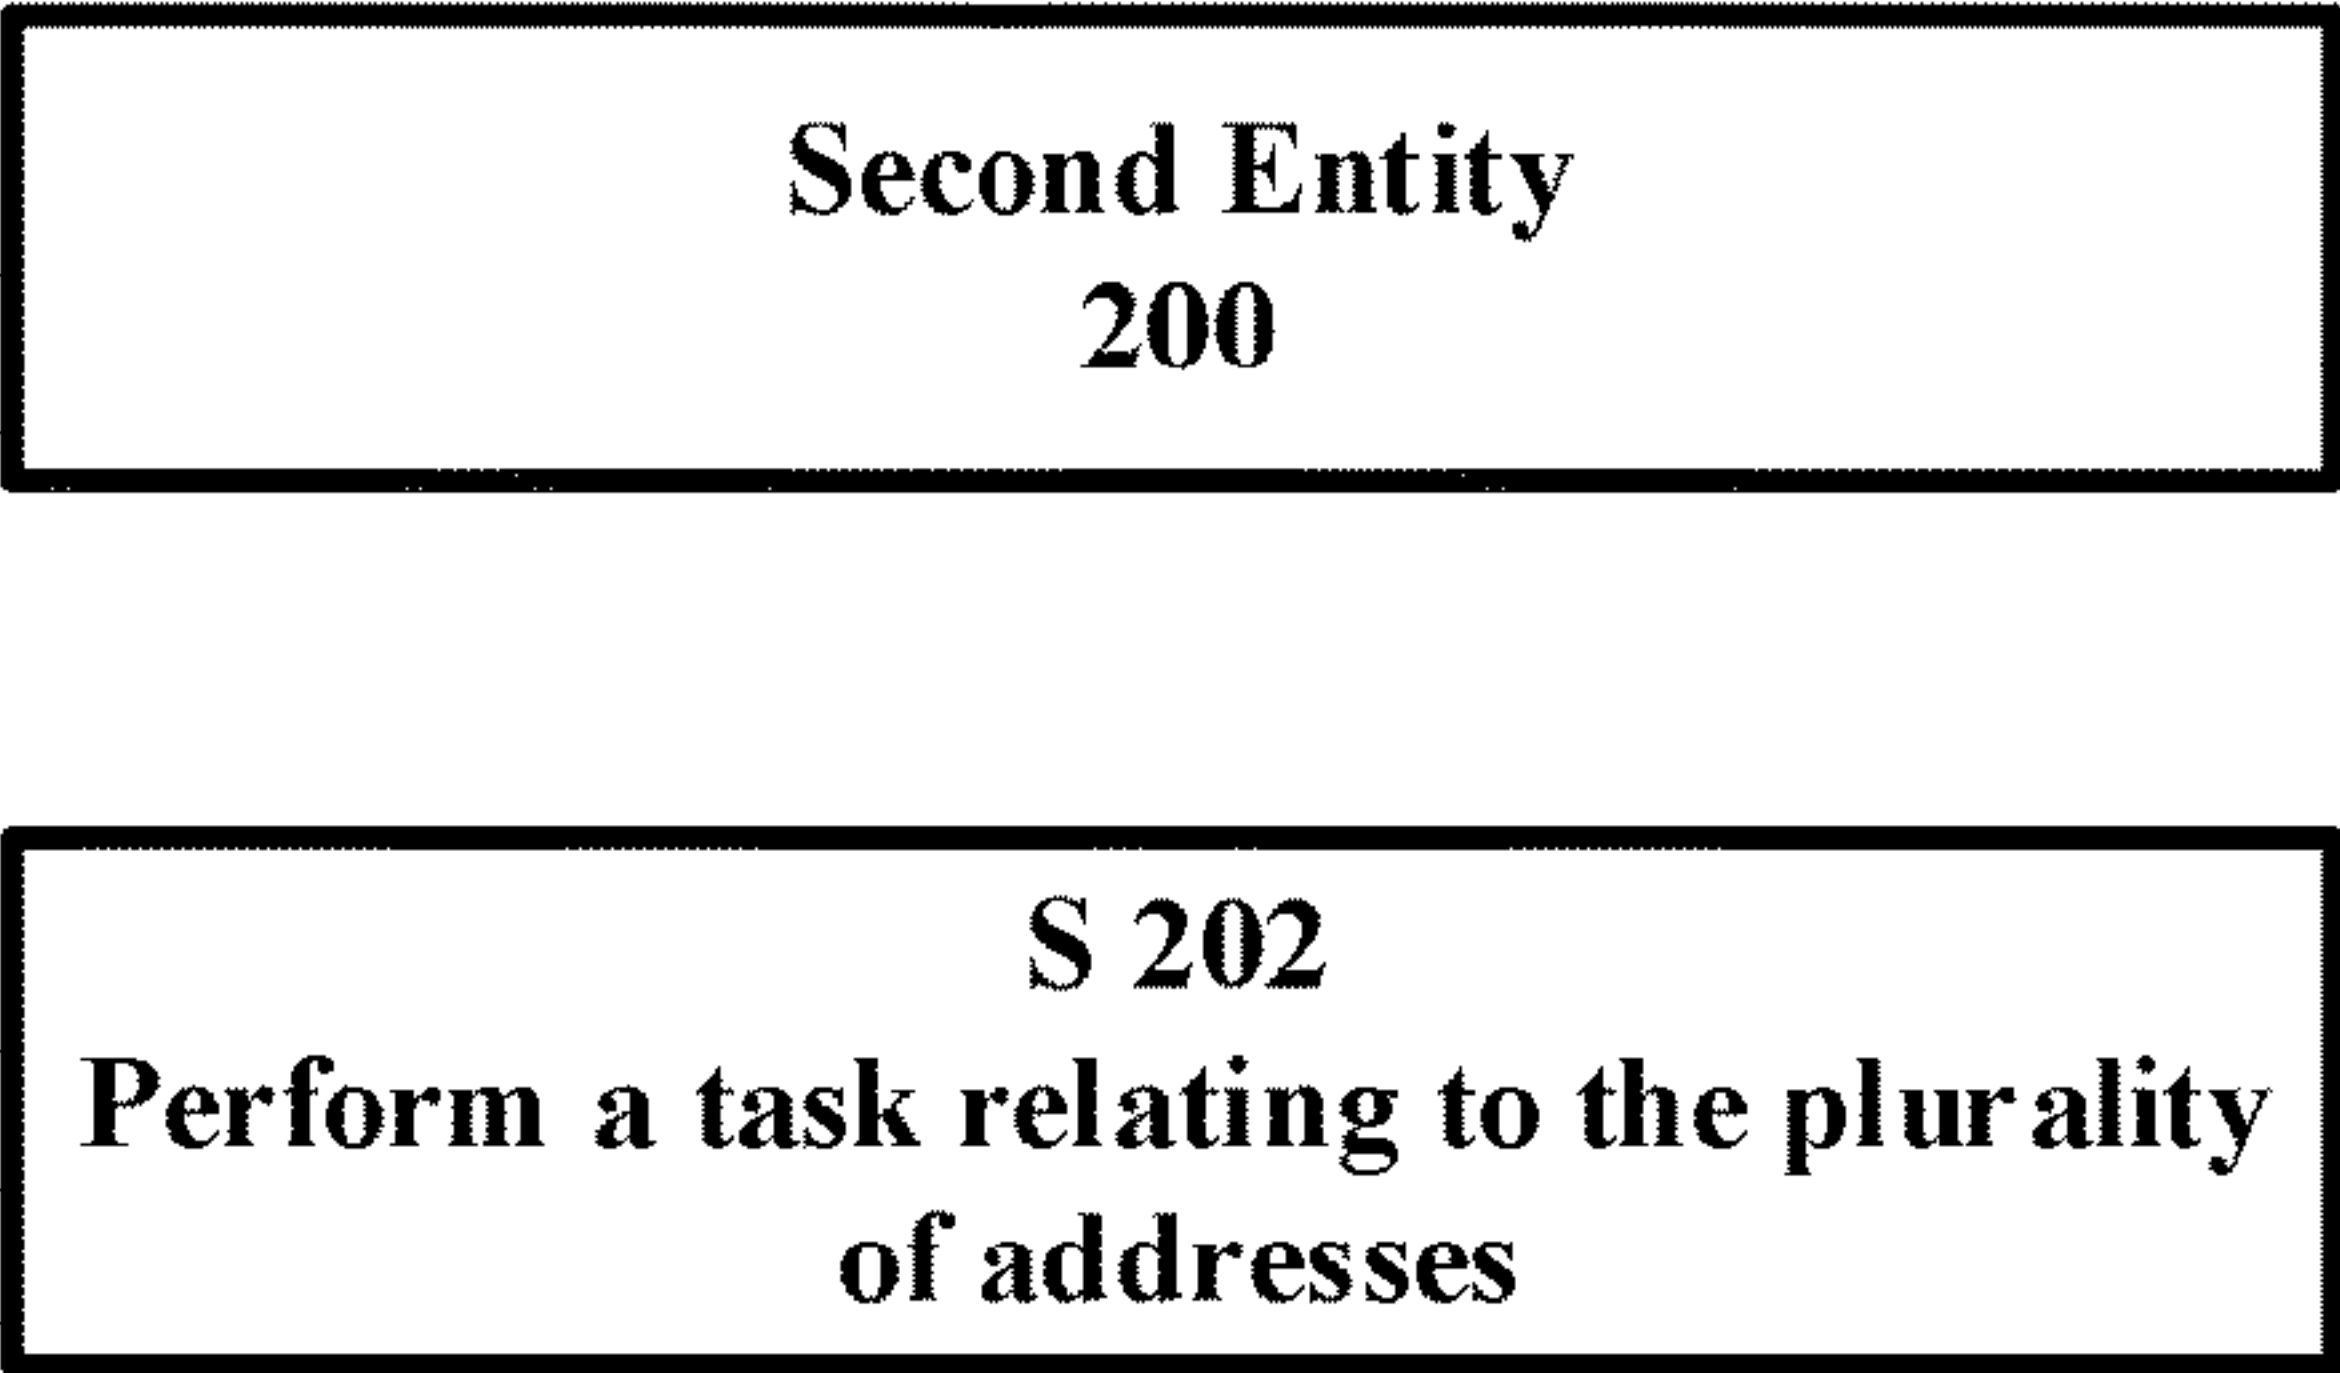 Second Entity
200
S 202
Perform a task relating to the plurality
of addresses